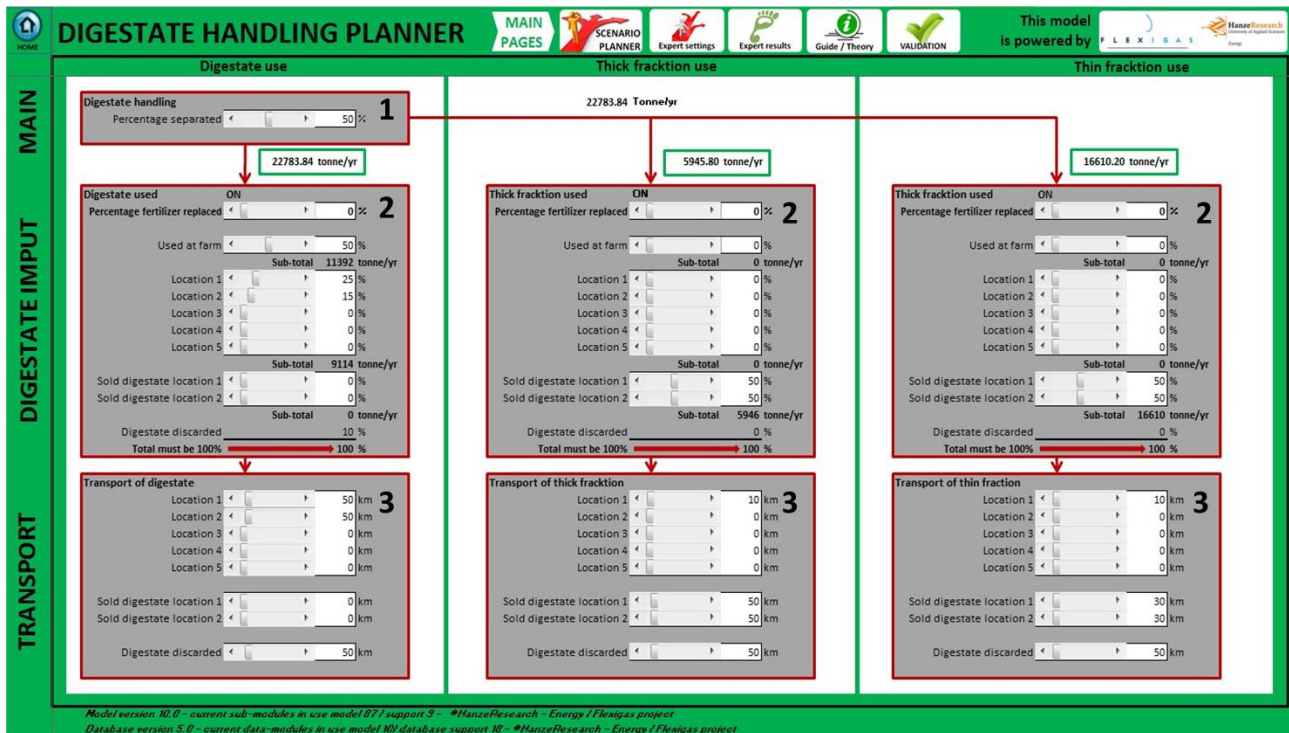 HOME
DIGESTATE HANDLING PLANNER
MAIN PAGES
SCENARIO PLANNER
Expert settings
Expert results
Guide / Theory
VALIDATION
This model is powered by
FLEXIGAS
HanzeResearch
University of Applied Sciences
Energy
Digestate use
Thick fracktion use
Thin fracktion use
MAIN
Digestate handling
1
Percentage separated 50 %
22783.84 Tonne/yr
22783.84 tonne/yr
5945.80 tonne/yr
16610.20 tonne/yr
DIGESTATE IMPUT
Digestate used ON
2
Percentage fertilizer replaced 0 %
Used at farm 50 %
Sub-total 11392 tonne/yr
Location 1 25 %
Location 2 15 %
Location 3 0 %
Location 4 0 %
Location 5 0 %
Sub-total 9114 tonne/yr
Sold digestate location 1 0 %
Sold digestate location 2 0 %
Sub-total 0 tonne/yr
Digestate discarded 10 %
Total must be 100% 100 %
Thick fracktion used ON
2
Percentage fertilizer replaced 0 %
Used at farm 0 %
Sub-total 0 tonne/yr
Location 1 0 %
Location 2 0 %
Location 3 0 %
Location 4 0 %
Location 5 0 %
Sub-total 0 tonne/yr
Sold digestate location 1 50 %
Sold digestate location 2 50 %
Sub-total 5946 tonne/yr
Digestate discarded 0 %
Total must be 100% 100 %
Thick fracktion used ON
2
Percentage fertilizer replaced 0 %
Used at farm 0 %
Sub-total 0 tonne/yr
Location 1 0 %
Location 2 0 %
Location 3 0 %
Location 4 0 %
Location 5 0 %
Sub-total 0 tonne/yr
Sold digestate location 1 50 %
Sold digestate location 2 50 %
Sub-total 16610 tonne/yr
Digestate discarded 0 %
Total must be 100% 100 %
TRANSPORT
Transport of digestate
3
Location 1 50 km
Location 2 50 km
Location 3 0 km
Location 4 0 km
Location 5 0 km
Sold digestate location 1 0 km
Sold digestate location 2 0 km
Digestate discarded 50 km
Transport of thick fracktion
3
Location 1 10 km
Location 2 0 km
Location 3 0 km
Location 4 0 km
Location 5 0 km
Sold digestate location 1 50 km
Sold digestate location 2 50 km
Digestate discarded 50 km
Transport of thin fraction
3
Location 1 10 km
Location 2 0 km
Location 3 0 km
Location 4 0 km
Location 5 0 km
Sold digestate location 1 30 km
Sold digestate location 2 30 km
Digestate discarded 50 km
Model version 10.0 - current sub-modules in use model 87 / support 9 - ®HanzeResearch - Energy / Flexigas project
Database version 5.0 - current data-modules in use model 10/ database support 18 - ®HanzeResearch - Energy / Flexigas project